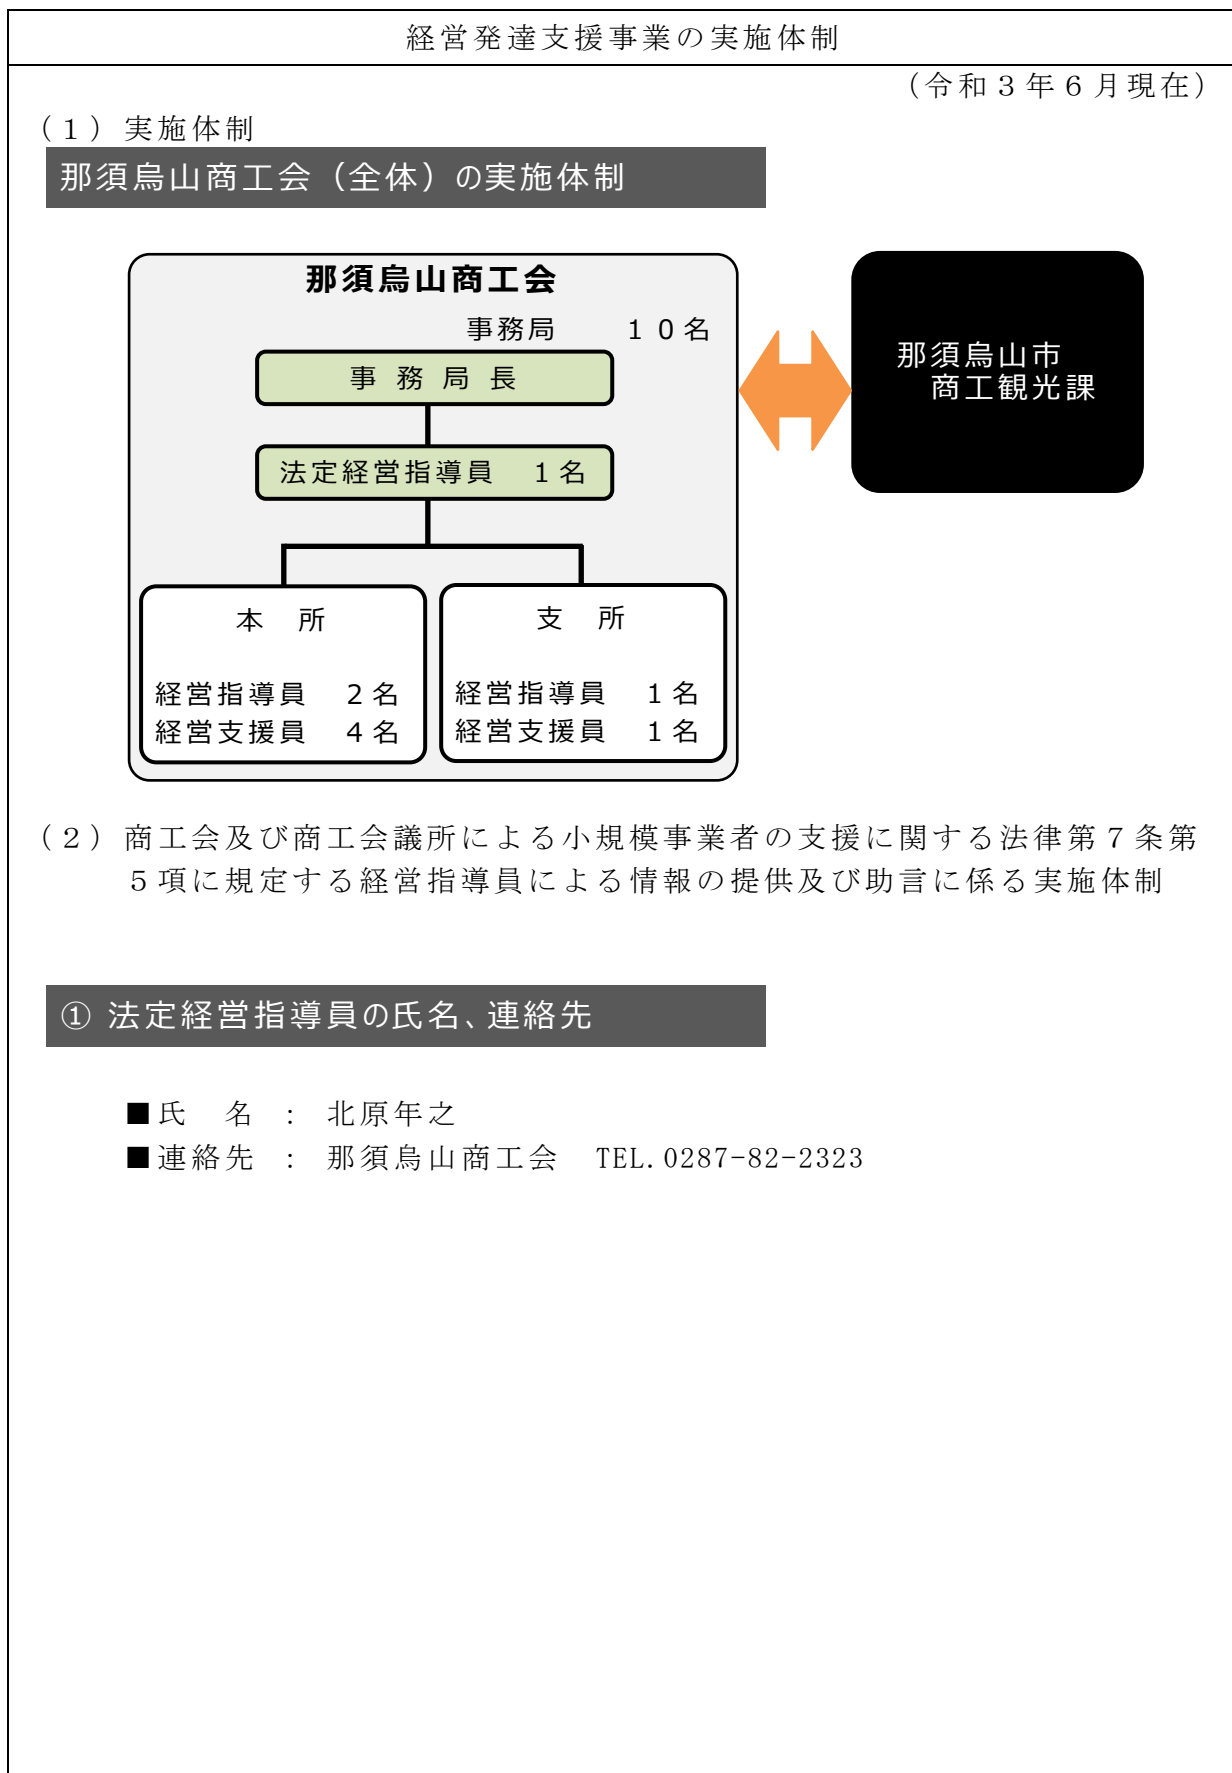 経営発達支援事業の実施体制
(令和３年６月現在)
(１) 実施体制
那須烏山商工会（全体）の実施体制
那須烏山商工会
事務局　　１０名
事 務 局 長
法定経営指導員　１名
本　所
経営指導員　２名
経営支援員　４名
支　所
経営指導員　１名
経営支援員　１名
那須烏山市
商工観光課
(２) 商工会及び商工会議所による小規模事業者の支援に関する法律第７条第
５項に規定する経営指導員による情報の提供及び助言に係る実施体制
① 法定経営指導員の氏名、連絡先
■氏　名 : 北原年之
■連絡先 : 那須烏山商工会　TEL.0287-82-2323